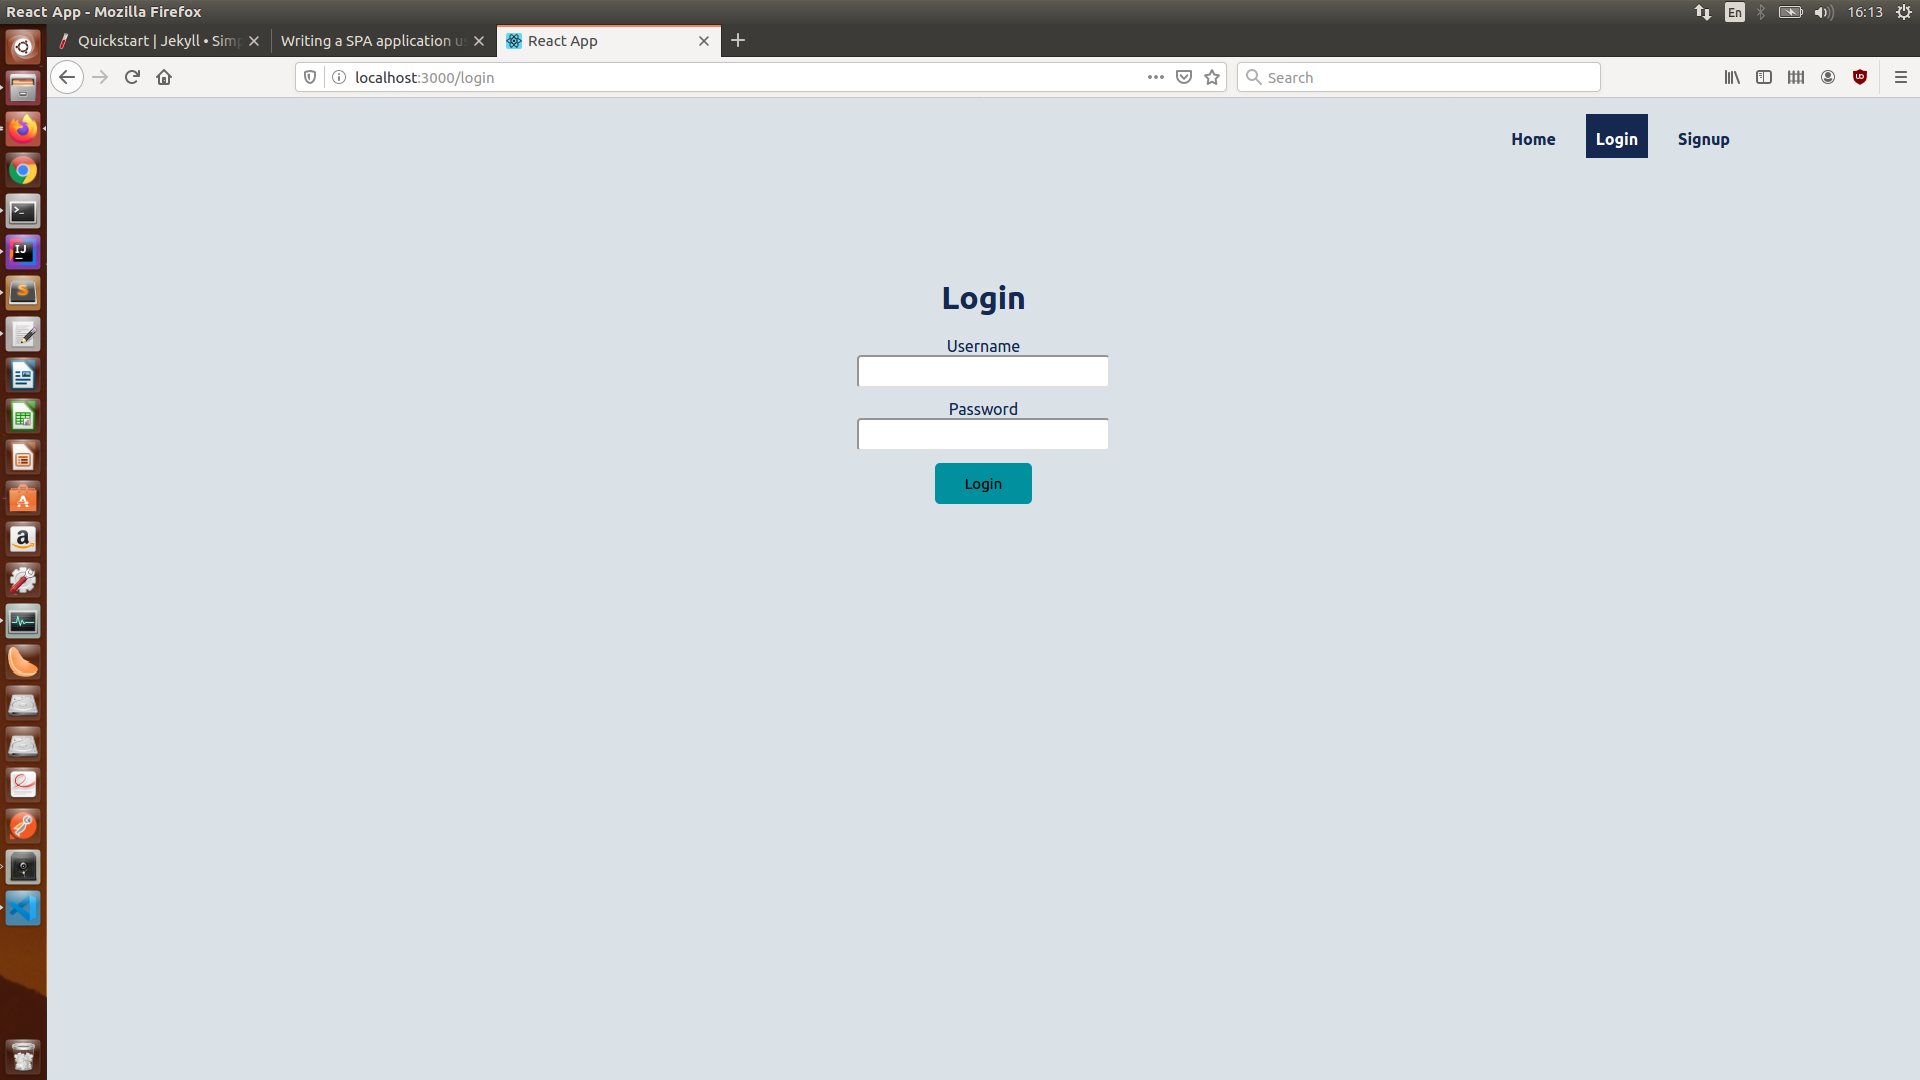 React App - Mozilla Firefox
En
16:13
Quickstart | Jekyll • Sim
Writing a SPA application u
React App
localhost:3000/login
Search
Home
Login
Signup
Login
Username
Password
Login